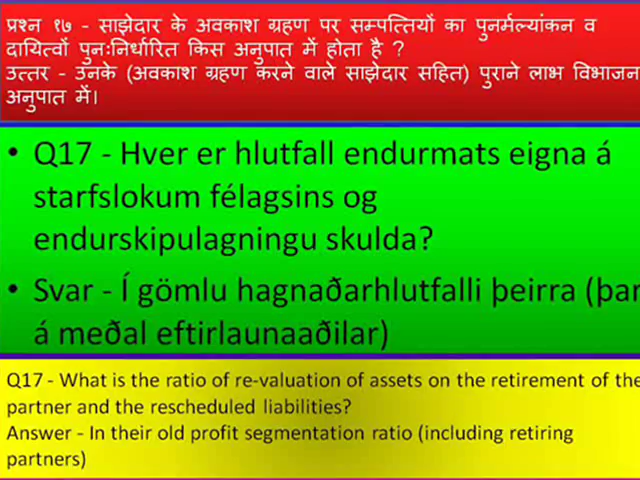 प्रश्न १७ - साझेदार के अवकाश ग्रहण पर सम्पत्तियों का पुनर्मल्यांकन व
दायित्वों पुनःनिर्धारित किस अनुपात में होता है ?
उत्तर - उनके (अवकाश ग्रहण करने वाले साझेदार सहित) पुराने लाभ विभाजन
अनुपात में।
• Q17 - Hver er hlutfall endurmats eigna á
starfslokum félagsins og
endurskipulagningu skulda?
• Svar - Í gömlu hagnaðarhlutfalli þeirra (þar
á meðal eftirlaunaaðilar)
Q17 - What is the ratio of re-valuation of assets on the retirement of the
partner and the rescheduled liabilities?
Answer - In their old profit segmentation ratio (including retiring
partners)